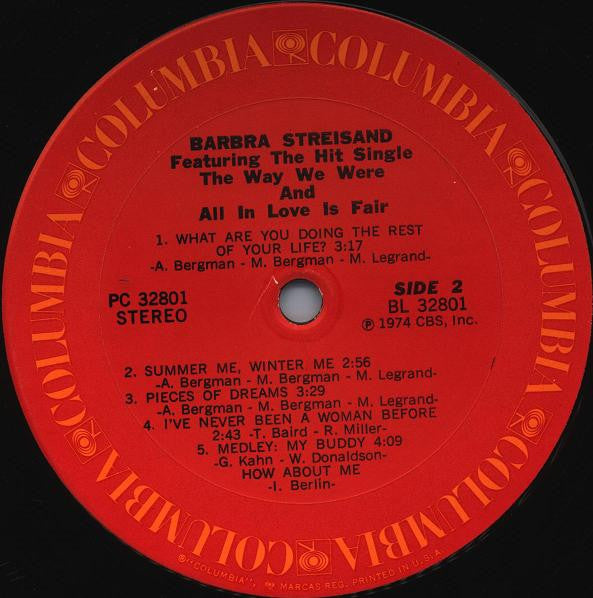 COLUMBIA COLUMBIA COLUMBIA COLUMBIA COLUMBIA COLUMBIA
BARBRA STREISAND
Featuring The Hit Single
The Way We Were
And
All In Love Is Fair
1. WHAT ARE YOU DOING THE REST
OF YOUR LIFE? 3:17
-A. Bergman - M. Bergman - M. Legrand-
PC 32801
STEREO
SIDE 2
BL 32801
℗ 1974 CBS, Inc.
2. SUMMER ME, WINTER ME 2:56
-A. Bergman - M. Bergman - M. Legrand-
3. PIECES OF DREAMS 3:29
-A. Bergman - M. Bergman - M. Legrand-
4. I'VE NEVER BEEN A WOMAN BEFORE
2:43 -T. Baird - R. Miller-
5. MEDLEY: MY BUDDY 4:09
-G. Kahn - W. Donaldson-
HOW ABOUT ME
-I. Berlin-
®"COLUMBIA", MARCAS REG. PRINTED IN U.S.A.